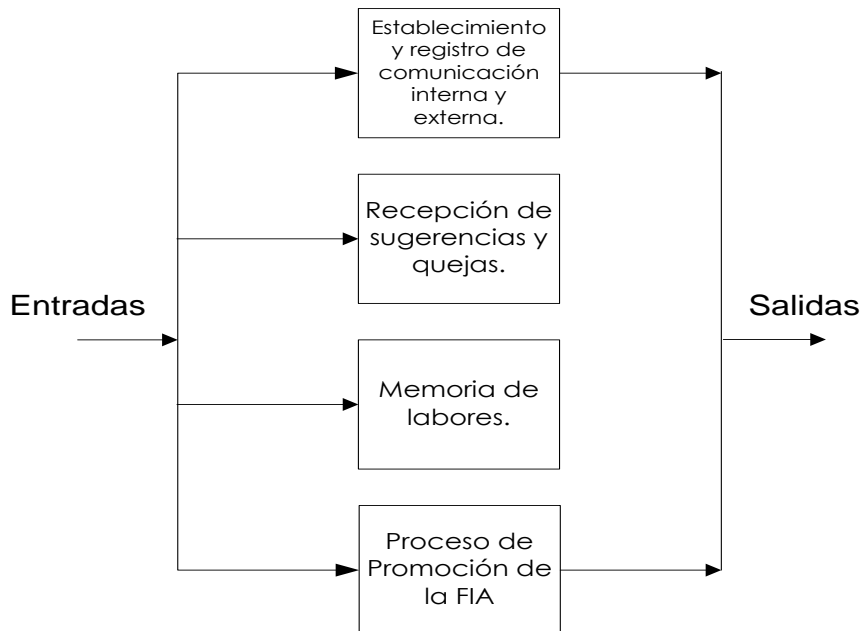 Establecimiento
y registro de
comunicación
interna y
externa.
Recepción de
sugerencias y
quejas.
Entradas
Salidas
Memoria de
labores.
Proceso de
Promoción de
la FIA